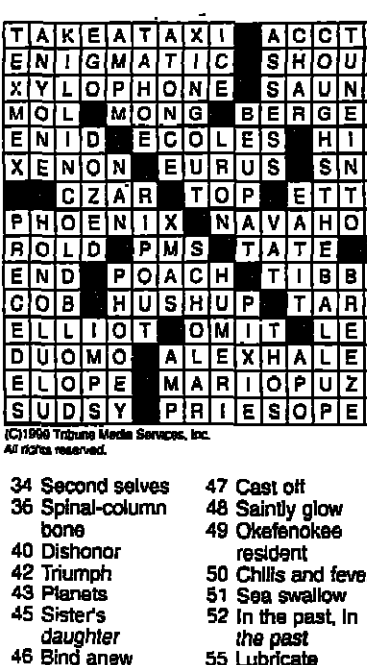 TAKEATAXI ACCT
ENIGMATIC SHOU
XYLOPHONE SAUN
MOL MONG BERGE
ENID ECOLES HI
XENON EURUS SN
CZAR TOP ETT
PHOENIX NAVAHO
ROLD PMS TATE
END POACH TIBB
COB HUSHUP TAR
ELLIOT OMIT LE
DUOMO ALEXHALE
ELOPE MARIOPUZ
SUDSY PRIESOPE
(C)1999 Tribune Media Services, Inc.
All rights reserved.
34 Second selves
36 Spinal-column
bone
40 Dishonor
42 Triumph
43 Planets
45 Sister's
daughter
46 Bind anew
47 Cast off
48 Saintly glow
49 Okefenokee
resident
50 Chills and feve
51 Sea swallow
52 In the past, in
the past
55 Lubricate